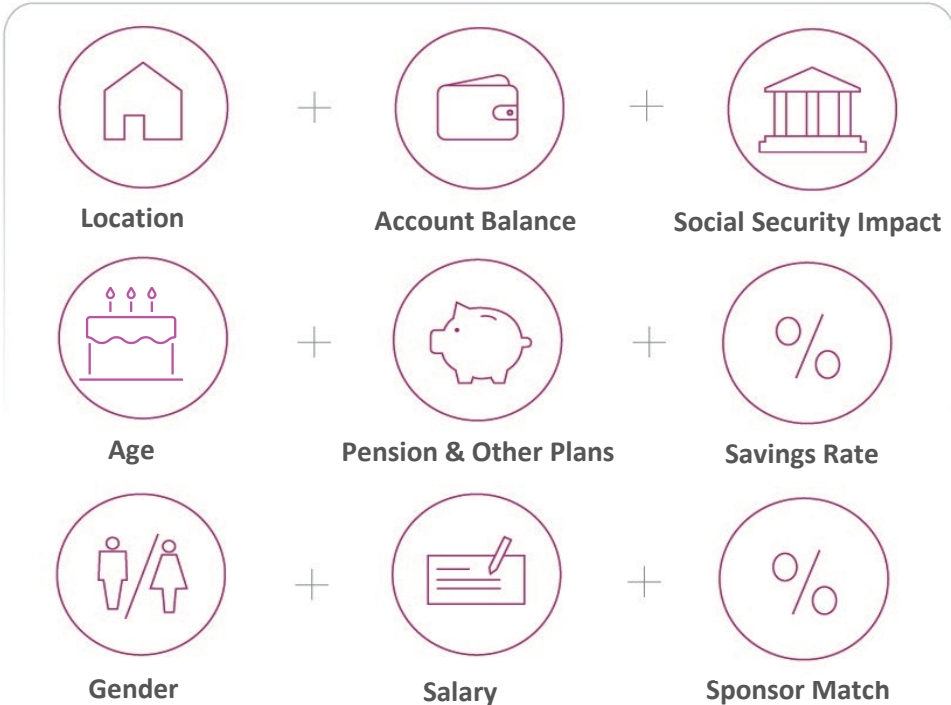 Location
Account Balance
Social Security Impact
Age
Pension & Other Plans
Savings Rate
Gender
Salary
Sponsor Match